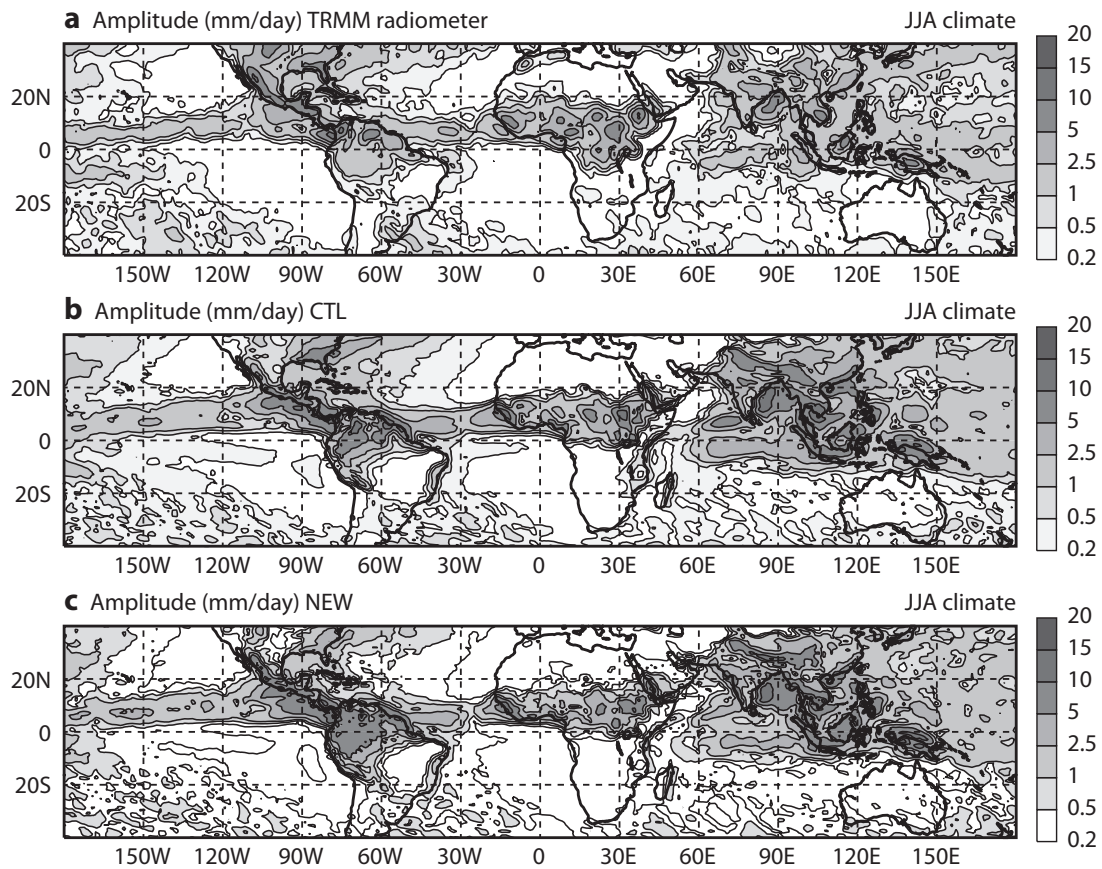 a Amplitude (mm/day) TRMM radiometer JJA climate
20N
0
20S
150W 120W 90W 60W 30W 0 30E 60E 90E 120E 150E
20
15
10
5
2.5
1
0.5
0.2
b Amplitude (mm/day) CTL JJA climate
20N
0
20S
150W 120W 90W 60W 30W 0 30E 60E 90E 120E 150E
20
15
10
5
2.5
1
0.5
0.2
c Amplitude (mm/day) NEW JJA climate
20N
0
20S
150W 120W 90W 60W 30W 0 30E 60E 90E 120E 150E
20
15
10
5
2.5
1
0.5
0.2